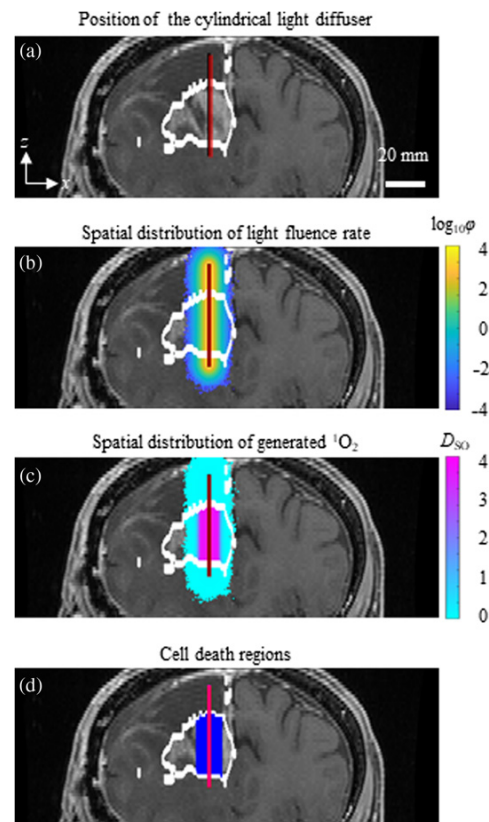 Position of the cylindrical light diffuser
(a)
z
x
20 mm
Spatial distribution of light fluence rate
log₁₀φ
(b)
4
2
0
−2
−4
Spatial distribution of generated ¹O₂
D_SO
(c)
4
3
2
1
0
Cell death regions
(d)